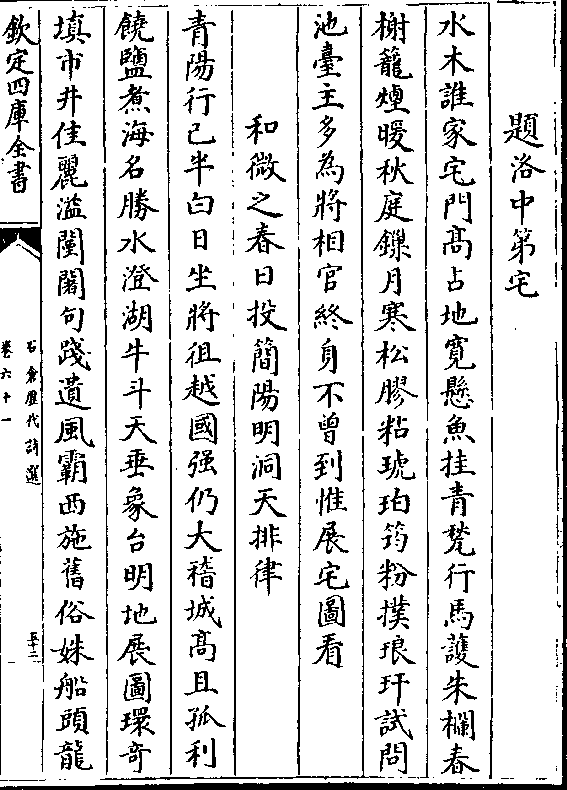 題洛中第宅
水木誰家宅門髙占地寛懸魚挂青甃行馬護朱欄春
榭籠煙暖秋庭鏁月寒松膠粘琥珀筠粉撲琅玕試問
池臺主多為將相官終身不曽到惟展宅圖看
和微之春日投簡陽明洞天排律
青陽行已半白日坐將徂越國强仍大稽城髙且孤利
饒鹽煮海名勝水澄湖牛斗天垂象台明地展圖環奇
填市井佳麗溢闉闍句踐遺風霸西施舊俗姝船頭龍
欽定四庫全書
石倉歷代詩選
卷六十一
五十二